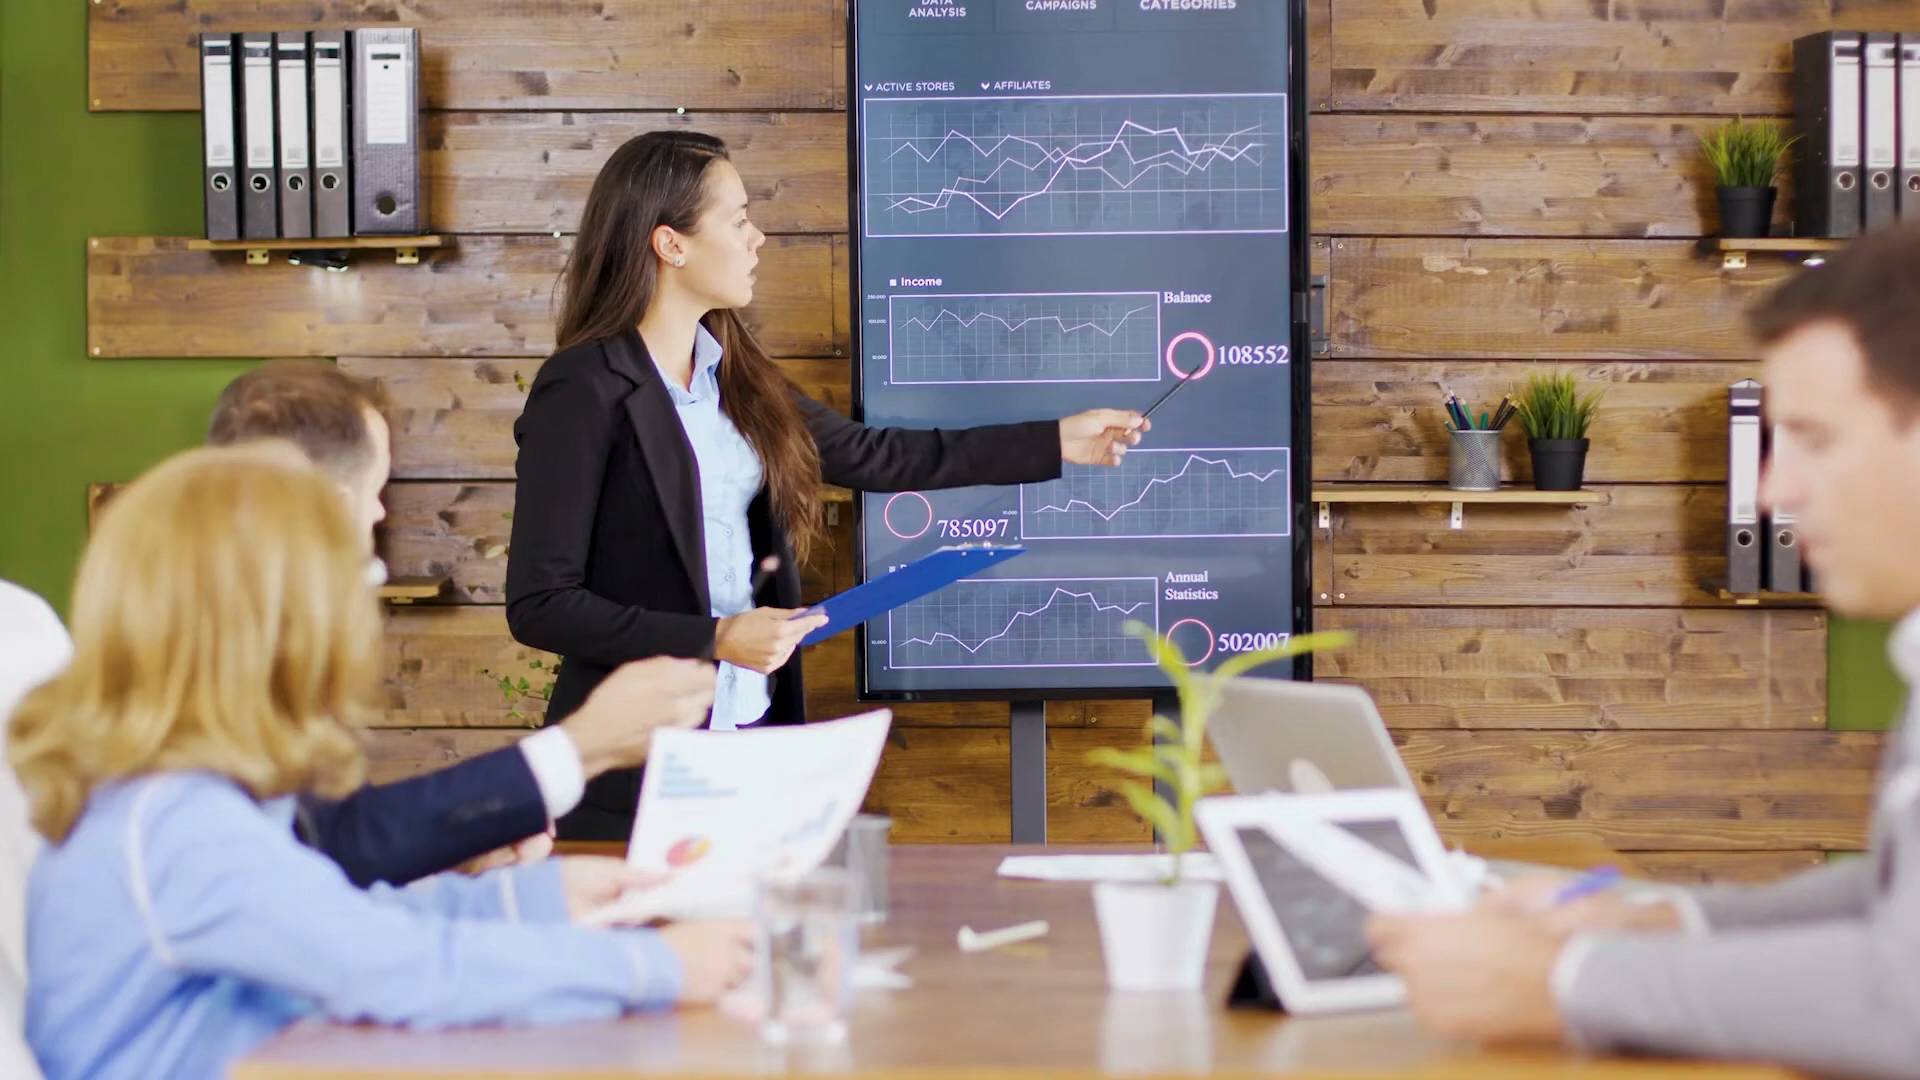 DATA
ANALYSIS
CAMPAIGNS
CATEGORIES
ACTIVE STORES
AFFILIATES
Income
Balance
108552
785097
Annual
Statistics
502007